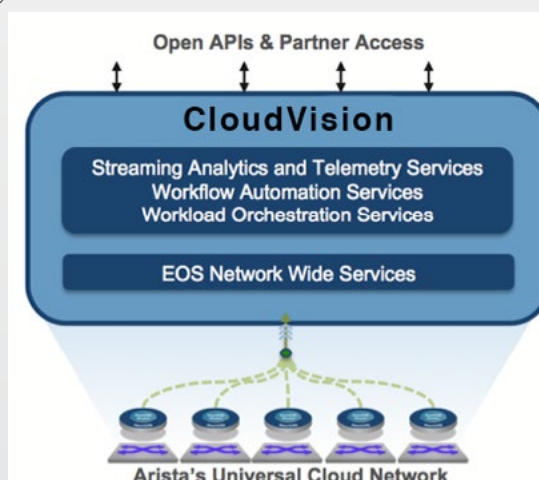 Open APIs & Partner Access
CloudVision
Streaming Analytics and Telemetry Services
Workflow Automation Services
Workload Orchestration Services
EOS Network Wide Services
Arista's Universal Cloud Network